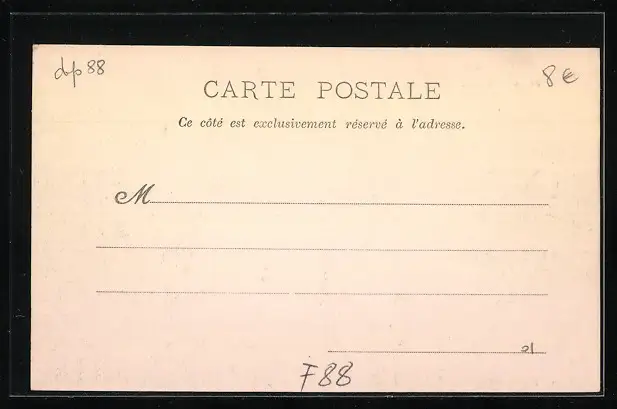 dp 88
8€
CARTE POSTALE
Ce côté est exclusivement réservé à l'adresse.
M
F88